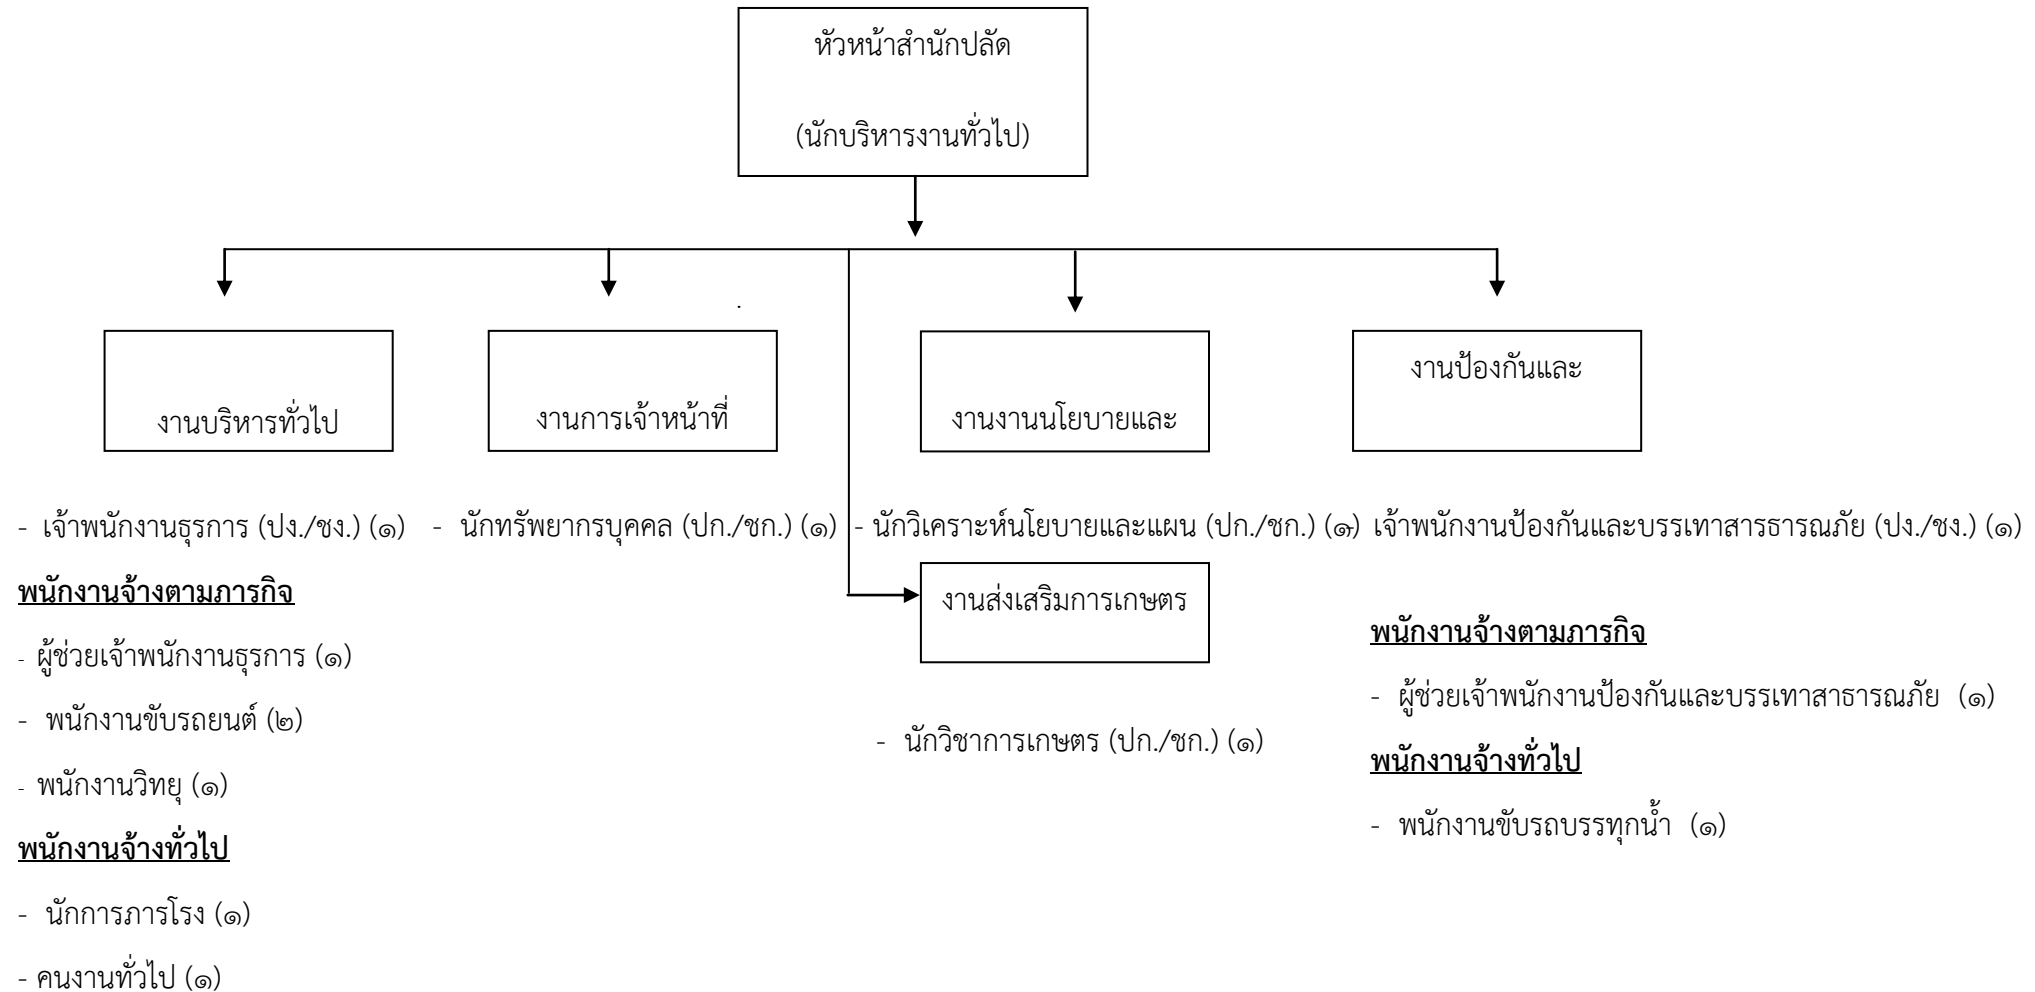 หัวหน้าสำนักปลัด
(นักบริหารงานทั่วไป)
งานบริหารทั่วไป
งานการเจ้าหน้าที่
งานงานนโยบายและ
งานป้องกันและ
- เจ้าพนักงานธุรการ (ปง./ชง.) (๑)
- นักทรัพยากรบุคคล (ปก./ชก.) (๑)
- นักวิเคราะห์นโยบายและแผน (ปก./ชก.) (๑)
- เจ้าพนักงานป้องกันและบรรเทาสารธารณภัย (ปง./ชง.) (๑)
พนักงานจ้างตามภารกิจ
- ผู้ช่วยเจ้าพนักงานธุรการ (๑)
- พนักงานขับรถยนต์ (๒)
- พนักงานวิทยุ (๑)
พนักงานจ้างทั่วไป
- นักการภารโรง (๑)
- คนงานทั่วไป (๑)
งานส่งเสริมการเกษตร
- นักวิชาการเกษตร (ปก./ชก.) (๑)
พนักงานจ้างตามภารกิจ
- ผู้ช่วยเจ้าพนักงานป้องกันและบรรเทาสาธารณภัย (๑)
พนักงานจ้างทั่วไป
- พนักงานขับรถบรรทุกน้ำ (๑)